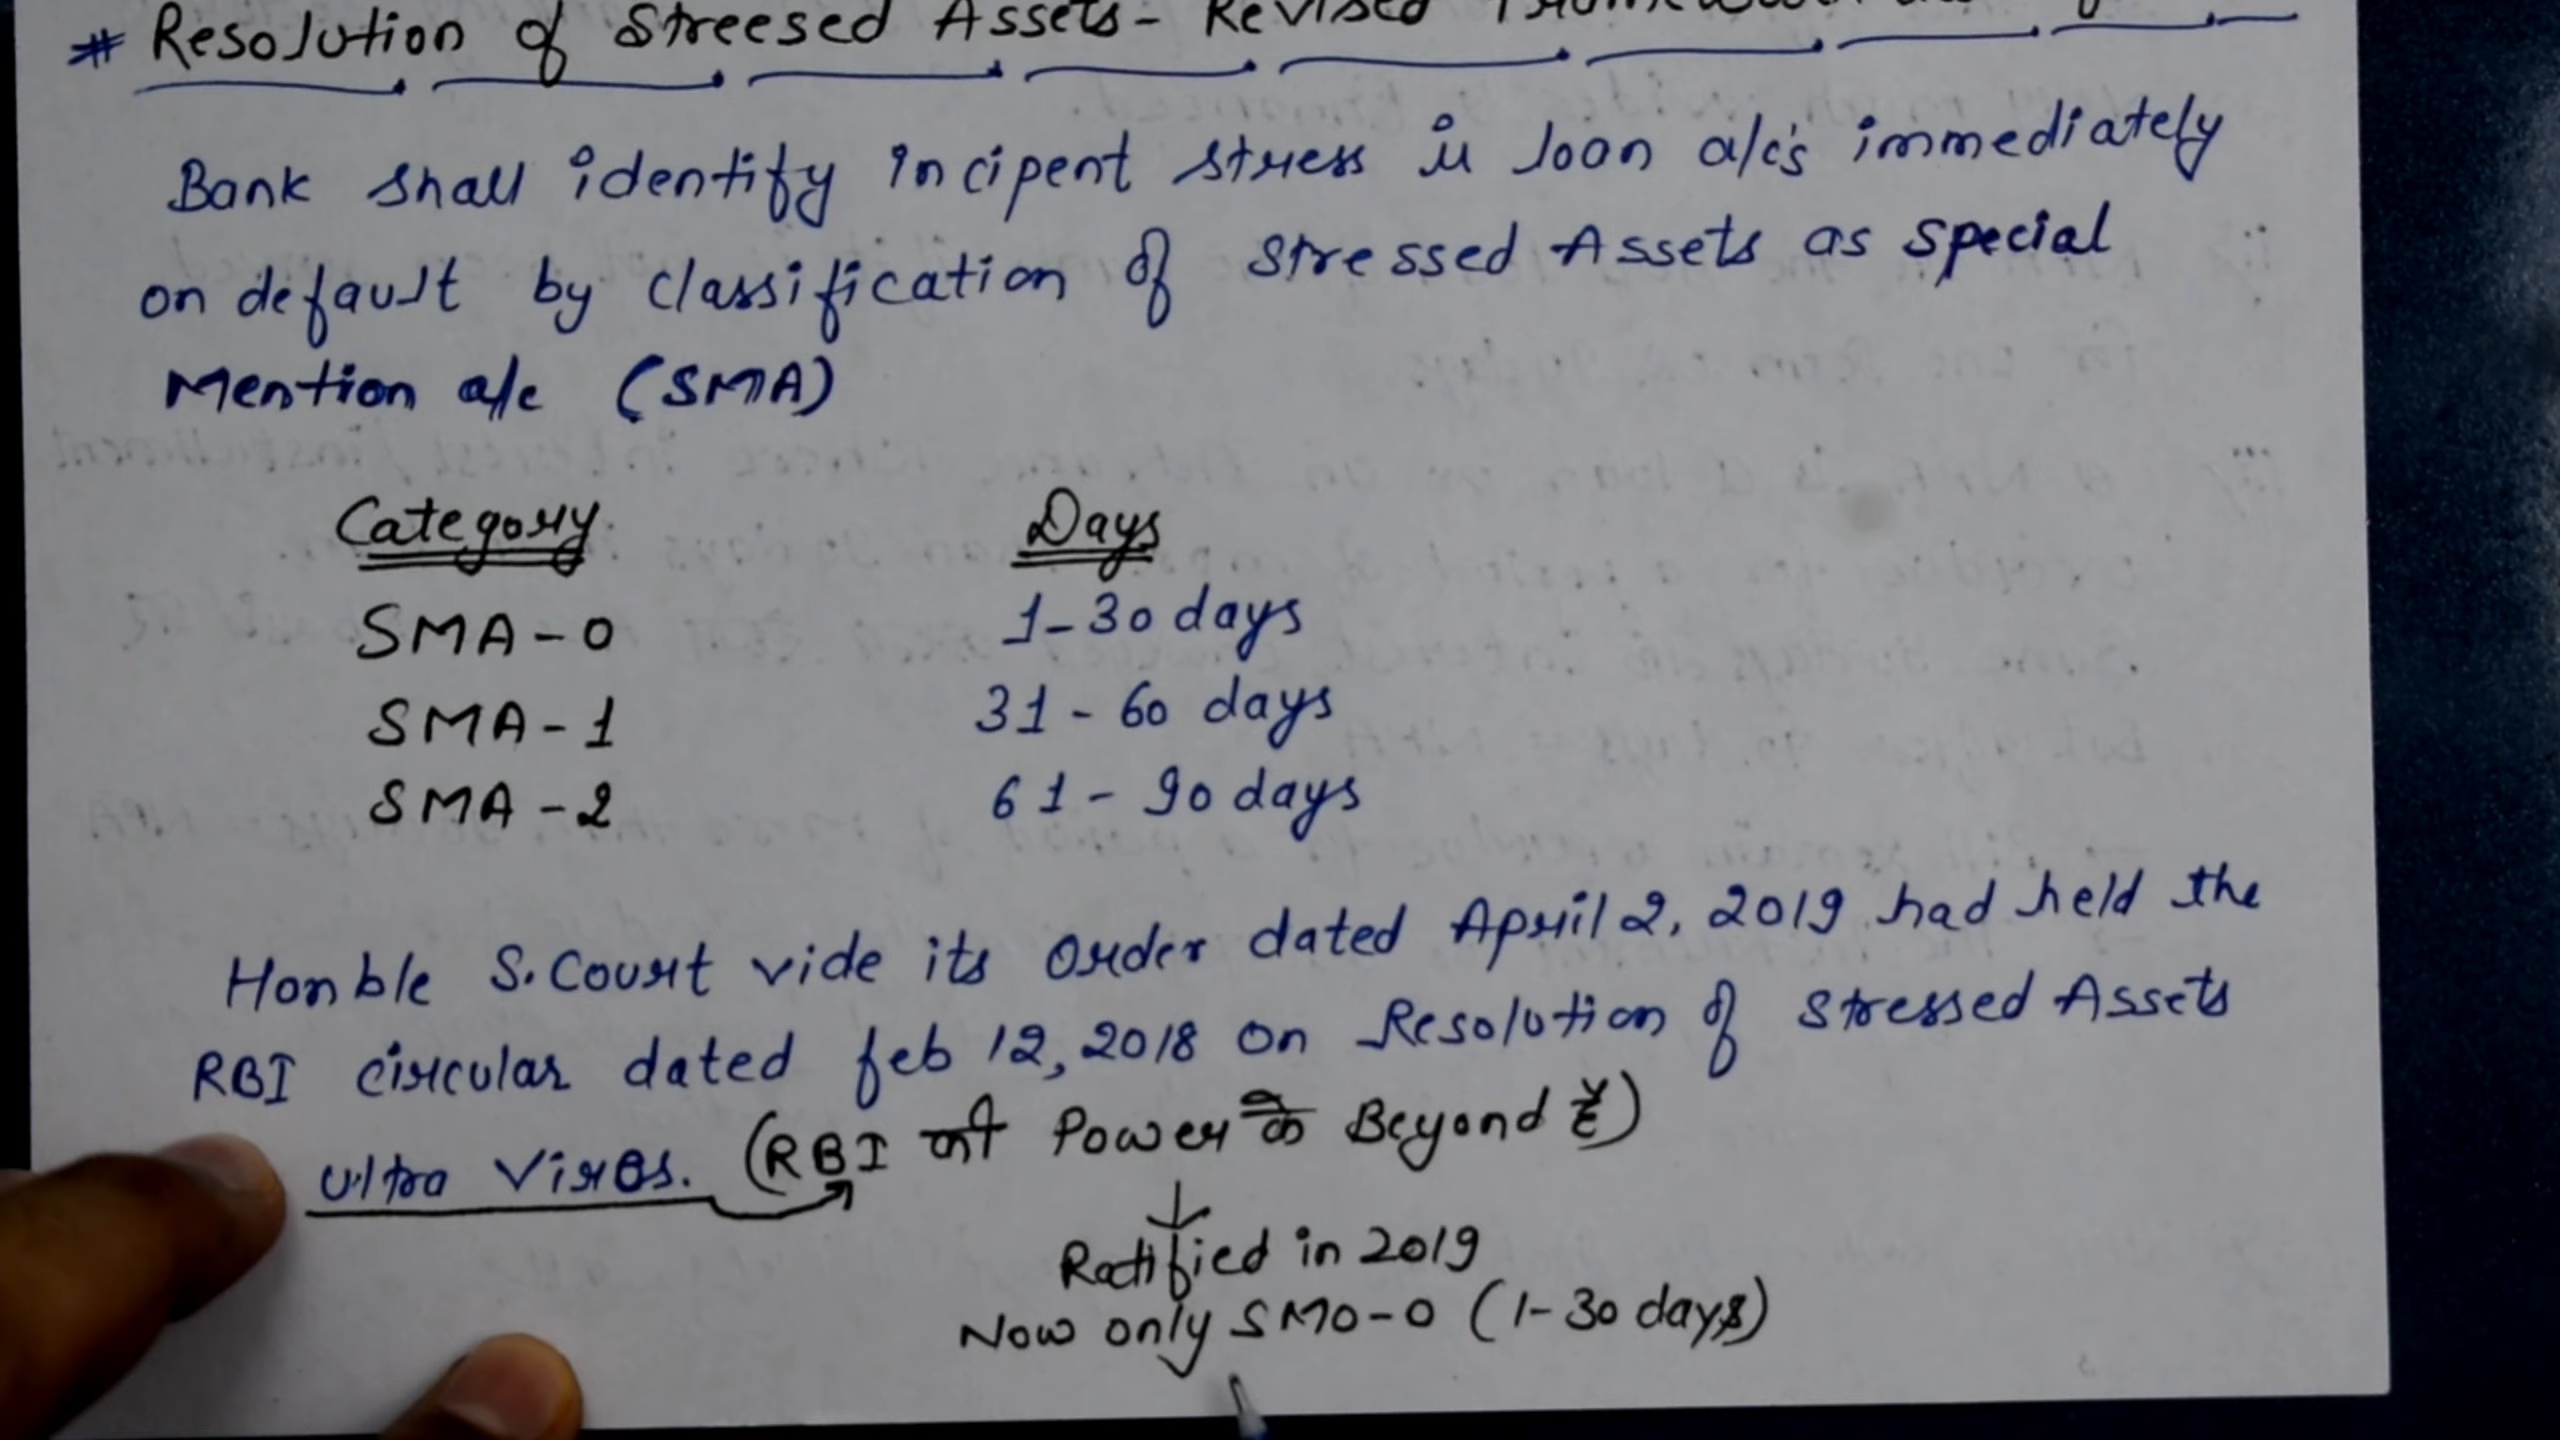 # Resolution of Streesed Assets - Revised
Bank shall identify incipent stress in loan a/c's immediately
on default by classification of stressed Assets as special
Mention a/c (SMA)
Category Days
SMA-0 1-30 days
SMA-1 31-60 days
SMA-2 61-90 days
Honble S. Court vide its order dated April 2, 2019 had held the
RBI circular dated feb 12, 2018 on Resolution of stressed Assets
ultra vires. (RBI की Power के Beyond है)
Ratified in 2019
Now only SMO-0 (1-30 days)